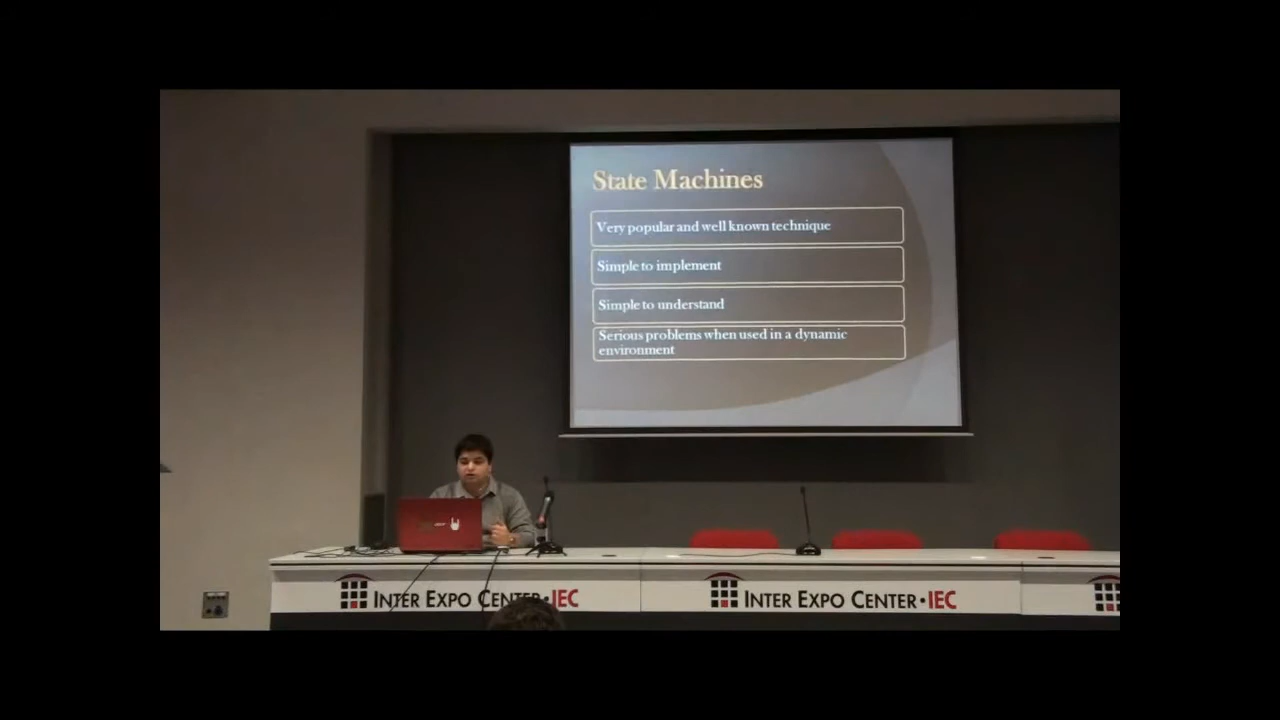 State Machines
Very popular and well known technique
Simple to implement
Simple to understand
Serious problems when used in a dynamic
environment
INTER EXPO CENTER•IEC
INTER EXPO CENTER•IEC